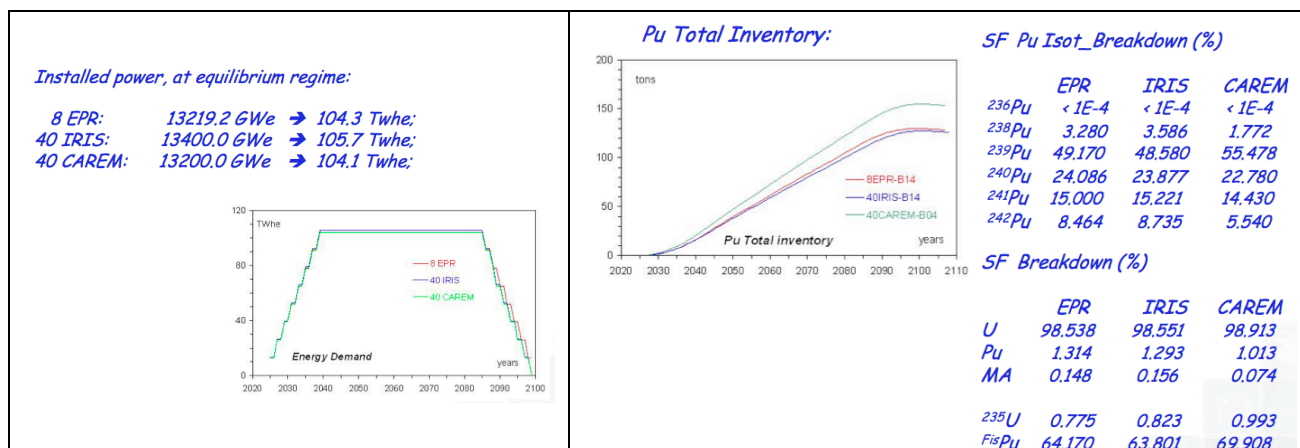 Installed power, at equilibrium regime:
8 EPR: 13219.2 GWe ➔ 104.3 Twhe;
40 IRIS: 13400.0 GWe ➔ 105.7 Twhe;
40 CAREM: 13200.0 GWe ➔ 104.1 Twhe;
120
TWhe
80
40
0
8 EPR
40 IRIS
40 CAREM
Energy Demand
years
2020 2030 2040 2050 2060 2070 2080 2090 2100
Pu Total Inventory:
200
tons
150
100
50
0
8EPR-B14
40IRIS-B14
40CAREM-B04
Pu Total inventory
years
2020 2030 2040 2050 2060 2070 2080 2090 2100 2110
SF Pu Isot_Breakdown (%)
EPR IRIS CAREM
²³⁶Pu < 1E-4 < 1E-4 < 1E-4
²³⁸Pu 3.280 3.586 1.772
²³⁹Pu 49.170 48.580 55.478
²⁴⁰Pu 24.086 23.877 22.780
²⁴¹Pu 15.000 15.221 14.430
²⁴²Pu 8.464 8.735 5.540
SF Breakdown (%)
EPR IRIS CAREM
U 98.538 98.551 98.913
Pu 1.314 1.293 1.013
MA 0.148 0.156 0.074
²³⁵U 0.775 0.823 0.993
ᶠⁱˢPu 64.170 63.801 69.908